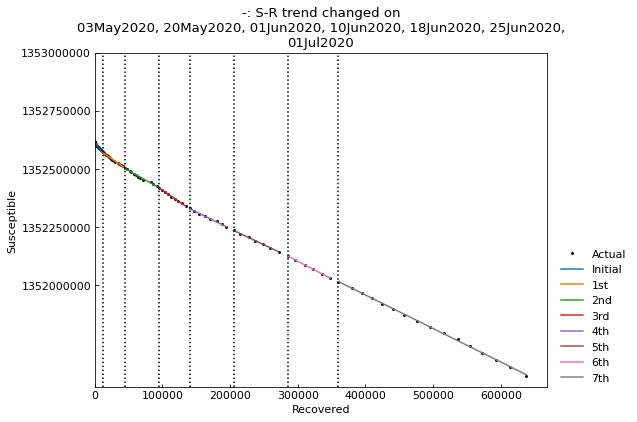 -: S-R trend changed on
03May2020, 20May2020, 01Jun2020, 10Jun2020, 18Jun2020, 25Jun2020,
01Jul2020
1353000000
1352750000
1352500000
1352250000
1352000000
Susceptible
0
100000
200000
300000
400000
500000
600000
Recovered
Actual
Initial
1st
2nd
3rd
4th
5th
6th
7th